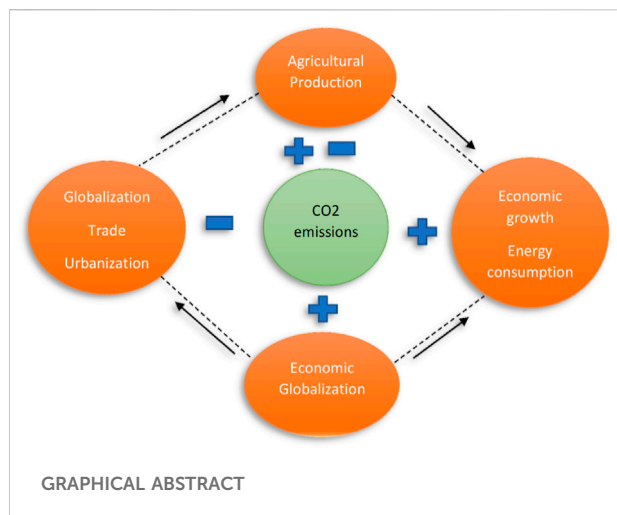 Agricultural
Production
Globalization
Trade
Urbanization
CO2
emissions
Economic
growth
Energy
consumption
Economic
Globalization
GRAPHICAL ABSTRACT